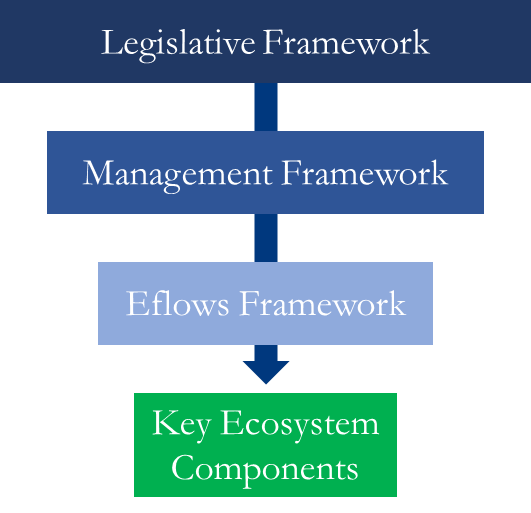 Legislative Framework
Management Framework
Eflows Framework
Key Ecosystem
Components